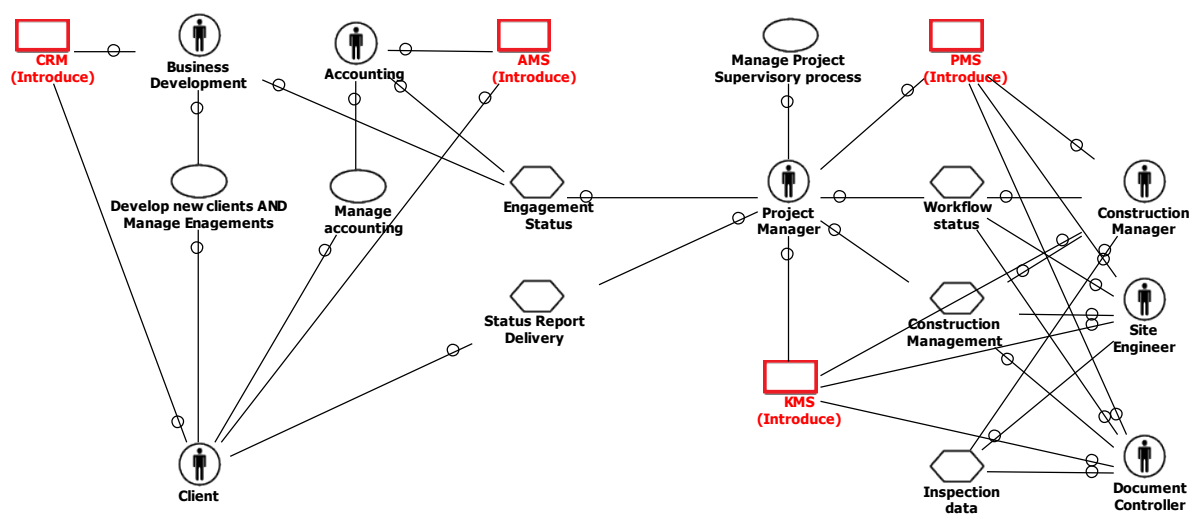 CRM
(Introduce)
Business
Development
Accounting
AMS
(Introduce)
Manage Project
Supervisory process
PMS
(Introduce)
Develop new clients AND
Manage Enagements
Manage
accounting
Engagement
Status
Project
Manager
Workflow
status
Construction
Manager
Status Report
Delivery
Construction
Management
Site
Engineer
KMS
(Introduce)
Client
Inspection
data
Document
Controller